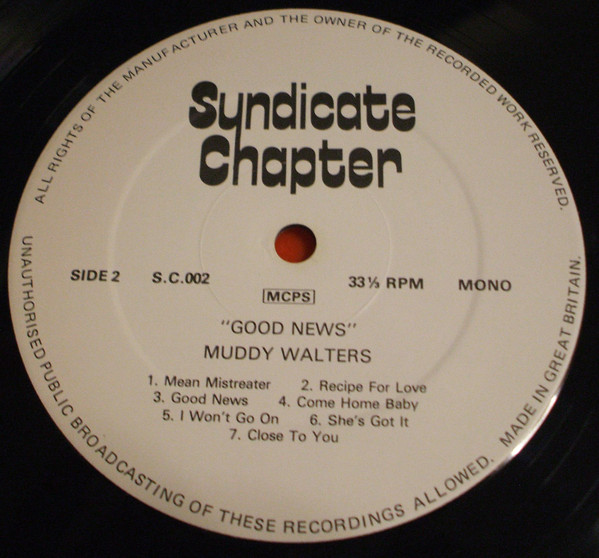 ALL RIGHTS OF THE MANUFACTURER AND THE OWNER OF THE RECORDED WORK RESERVED.
Syndicate
Chapter
SIDE 2 S.C.002 33⅓ RPM MONO
MCPS
"GOOD NEWS"
MUDDY WALTERS
1. Mean Mistreater 2. Recipe For Love
3. Good News 4. Come Home Baby
5. I Won't Go On 6. She's Got It
7. Close To You
UNAUTHORISED PUBLIC BROADCASTING OF THESE RECORDINGS ALLOWED. MADE IN GREAT BRITAIN.